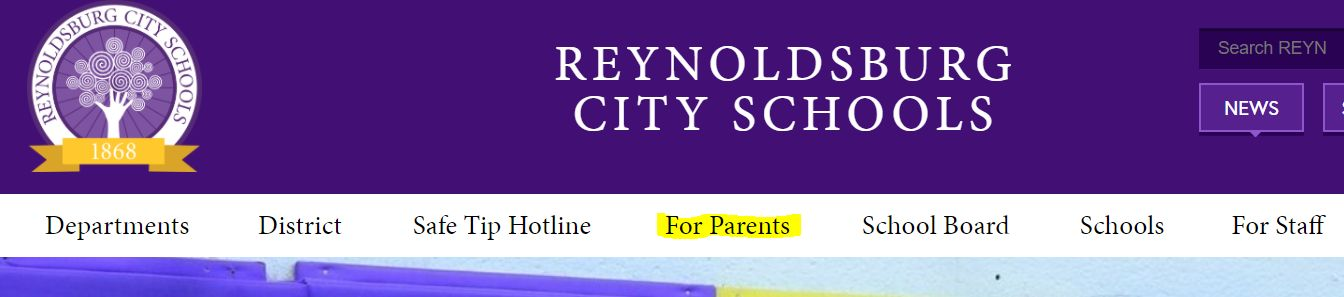 REYNOLDSBURG CITY SCHOOLS
1868
REYNOLDSBURG
CITY SCHOOLS
Search REYN
NEWS
Departments District Safe Tip Hotline For Parents School Board Schools For Staff